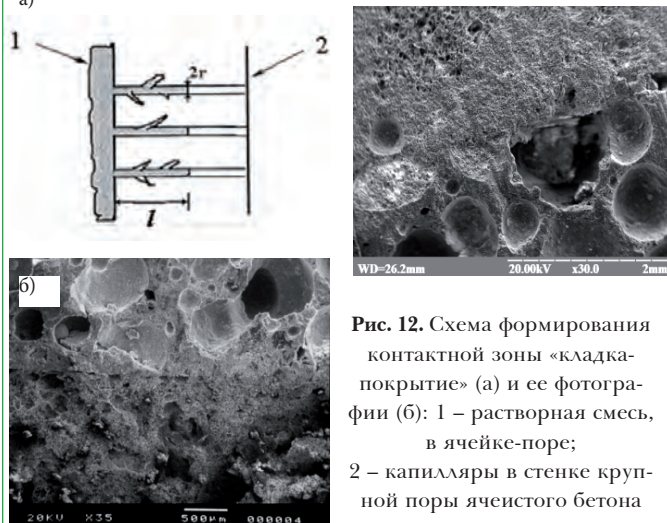 а)
1
2
2r
l
WD=26.2mm 20.00kV x30.0 2mm
б)
20KU X35 500µm 000004
Рис. 12. Схема формирования
контактной зоны «кладка-
покрытие» (а) и ее фотогра-
фии (б): 1 – растворная смесь,
в ячейке-поре;
2 – капилляры в стенке круп-
ной поры ячеистого бетона